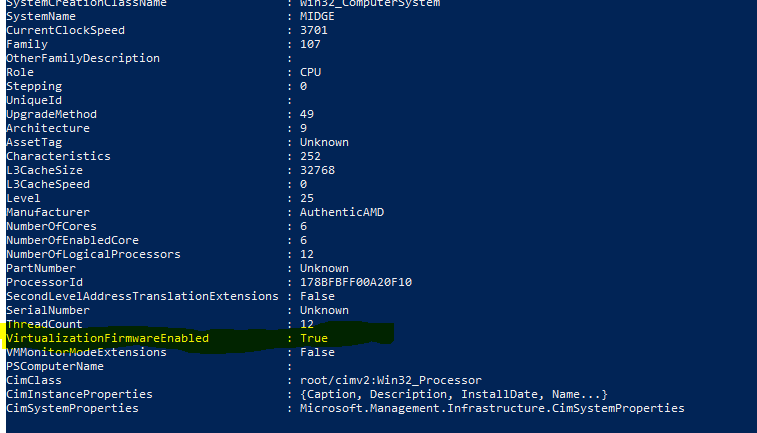 SystemCreationClassName : Win32_ComputerSystem
SystemName : MIDGE
CurrentClockSpeed : 3701
Family : 107
OtherFamilyDescription :
Role : CPU
Stepping : 0
UniqueId :
UpgradeMethod : 49
Architecture : 9
AssetTag : Unknown
Characteristics : 252
L3CacheSize : 32768
L3CacheSpeed : 0
Level : 25
Manufacturer : AuthenticAMD
NumberOfCores : 6
NumberOfEnabledCore : 6
NumberOfLogicalProcessors : 12
PartNumber : Unknown
ProcessorId : 178BFBFF00A20F10
SecondLevelAddressTranslationExtensions : False
SerialNumber : Unknown
ThreadCount : 12
VirtualizationFirmwareEnabled : True
VMMonitorModeExtensions : False
PSComputerName :
CimClass : root/cimv2:Win32_Processor
CimInstanceProperties : {Caption, Description, InstallDate, Name...}
CimSystemProperties : Microsoft.Management.Infrastructure.CimSystemProperties